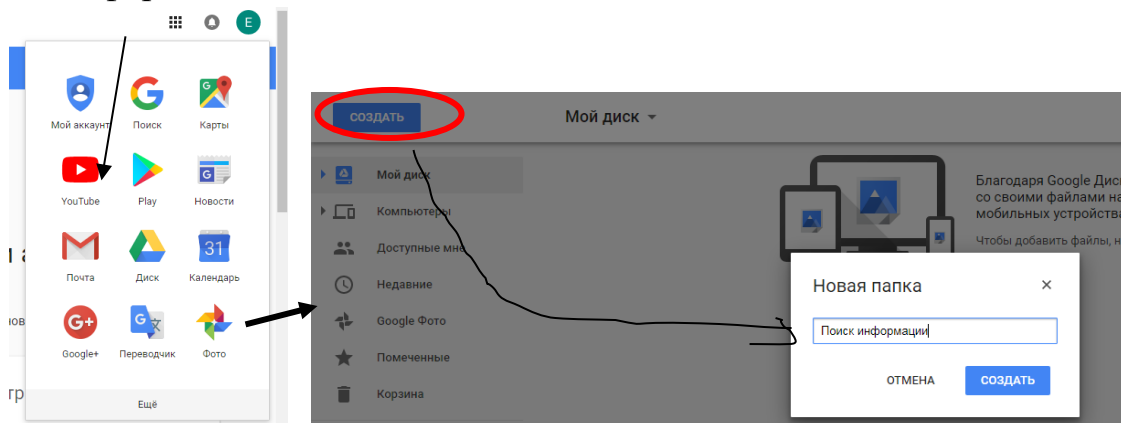 E
Мой аккаунт
Поиск
Карты
YouTube
Play
Новости
31
Почта
Диск
Календарь
G+
Google+
Переводчик
Фото
Ещё
СОЗДАТЬ
Мой диск
Мой диск
Компьютеры
Доступные мне
Недавние
Google Фото
Помеченные
Корзина
Благодаря Google Дис
со своими файлами на
мобильных устройства
Чтобы добавить файлы, н
Новая папка
×
Поиск информации
ОТМЕНА
СОЗДАТЬ